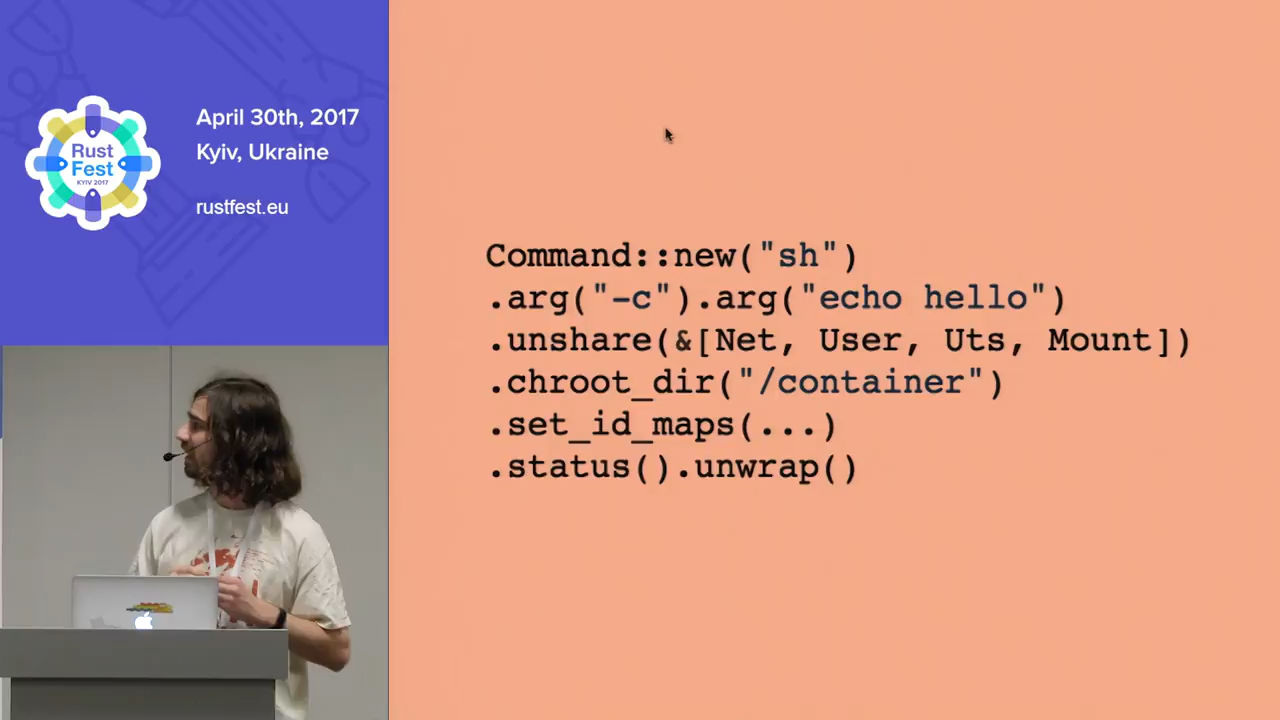 April 30th, 2017
Kyiv, Ukraine
rustfest.eu
Rust
Fest
KYIV 2017
Command::new("sh")
.arg("-c").arg("echo hello")
.unshare(&[Net, User, Uts, Mount])
.chroot_dir("/container")
.set_id_maps(...)
.status().unwrap()